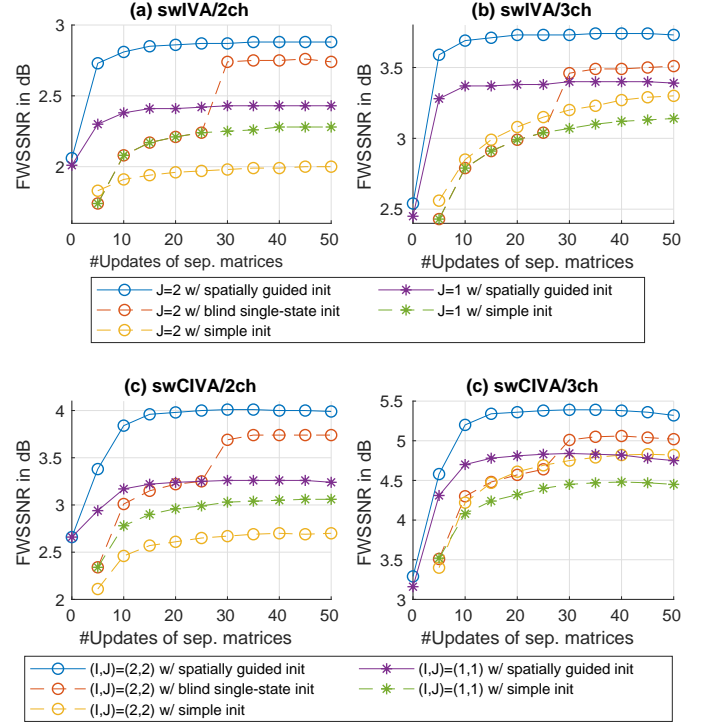 (a) swIVA/2ch
(b) swIVA/3ch
FWSSNR in dB
3
2.5
2
0 10 20 30 40 50
#Updates of sep. matrices
FWSSNR in dB
3.5
3
2.5
0 10 20 30 40 50
#Updates of sep. matrices
J=2 w/ spatially guided init
J=2 w/ blind single-state init
J=2 w/ simple init
J=1 w/ spatially guided init
J=1 w/ simple init
(c) swCIVA/2ch
(c) swCIVA/3ch
FWSSNR in dB
4
3.5
3
2.5
2
0 10 20 30 40 50
#Updates of sep. matrices
FWSSNR in dB
5.5
5
4.5
4
3.5
3
0 10 20 30 40 50
#Updates of sep. matrices
(I,J)=(2,2) w/ spatially guided init
(I,J)=(2,2) w/ blind single-state init
(I,J)=(2,2) w/ simple init
(I,J)=(1,1) w/ spatially guided init
(I,J)=(1,1) w/ simple init